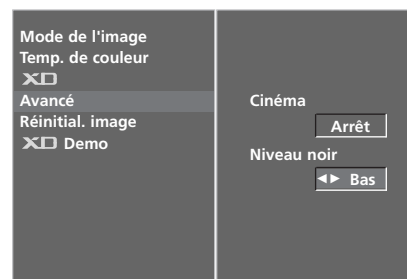 Mode de l'image
Temp. de couleur
XD
Avancé
Réinitial. image
XD Demo
Cinéma
Arrêt
Niveau noir
◄► Bas